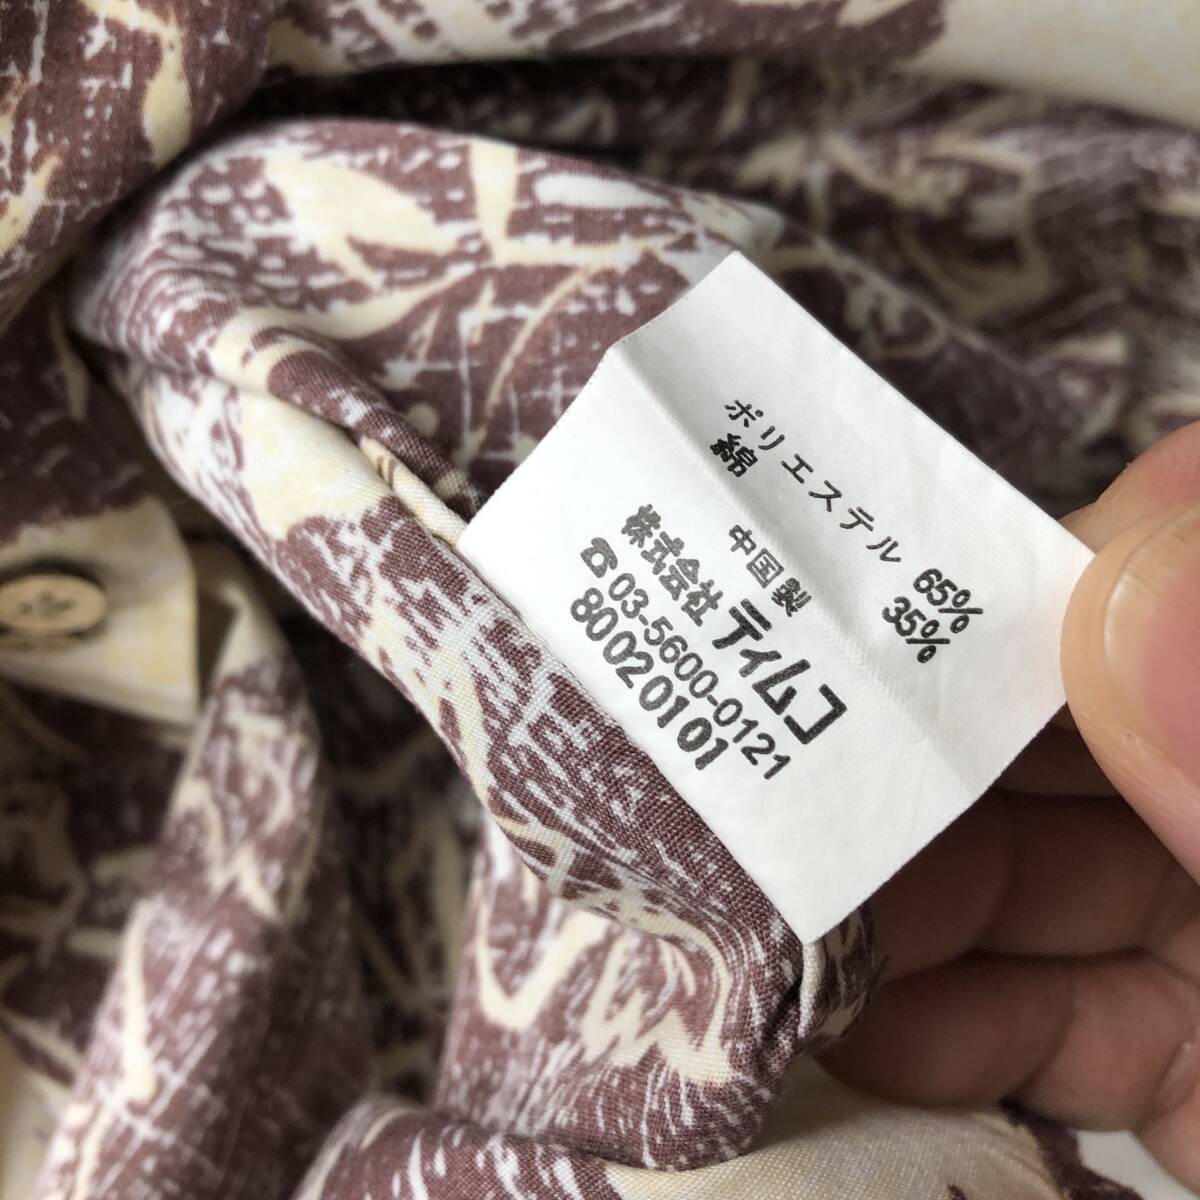 ポリエステル 65%
綿 35%
中国製
株式会社ティムコ
☎03-5600-0121
80020101